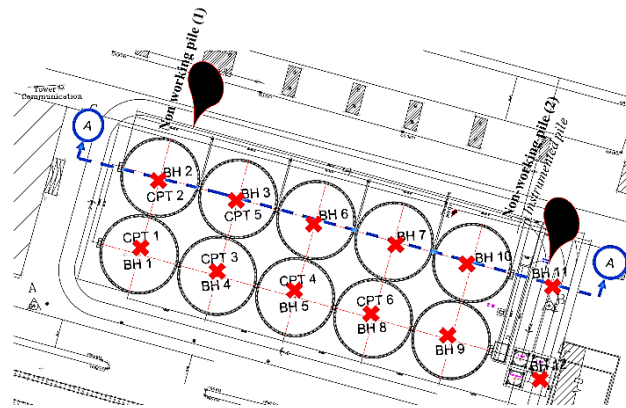 Non working pile (1)
Tower
Communication
A
Non-working pile (2)
Instrumented pile
BH 2
CPT 2
BH 3
CPT 5
BH 6
BH 7
BH 10
BH 11
A
CPT 1
BH 1
CPT 3
BH 4
CPT 4
BH 5
CPT 6
BH 8
BH 9
BH 12
A